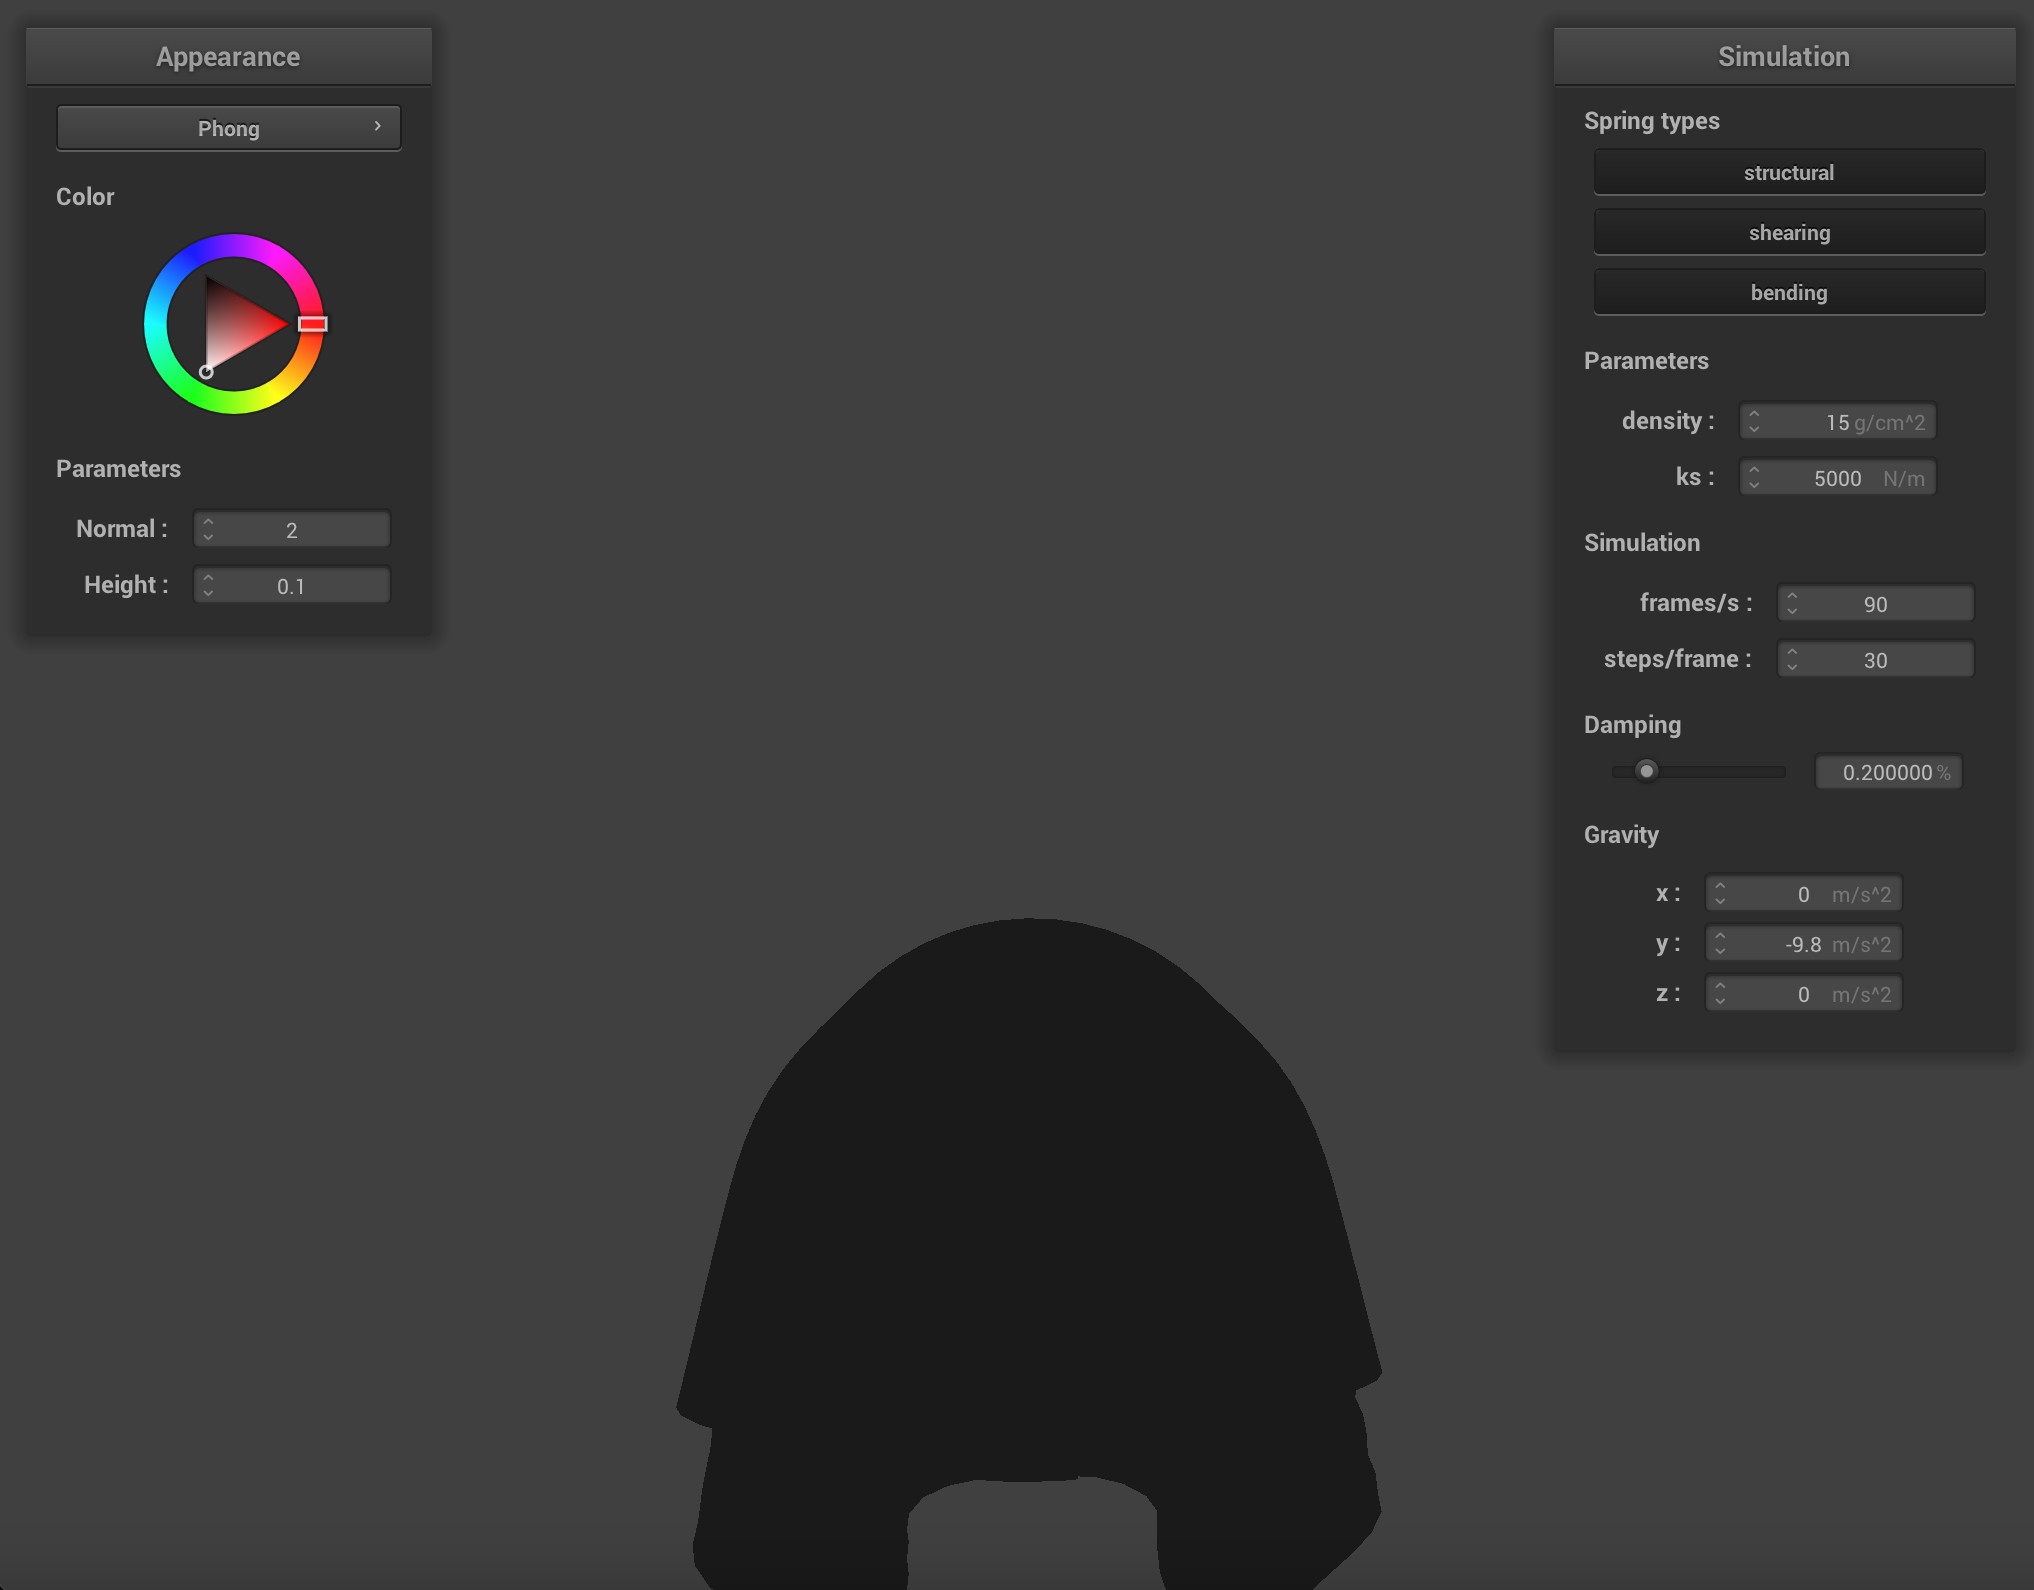 Appearance
Phong
Color
Parameters
Normal : 2
Height : 0.1
Simulation
Spring types
structural
shearing
bending
Parameters
density : 15 g/cm^2
ks : 5000 N/m
Simulation
frames/s : 90
steps/frame : 30
Damping
0.200000 %
Gravity
x : 0 m/s^2
y : -9.8 m/s^2
z : 0 m/s^2